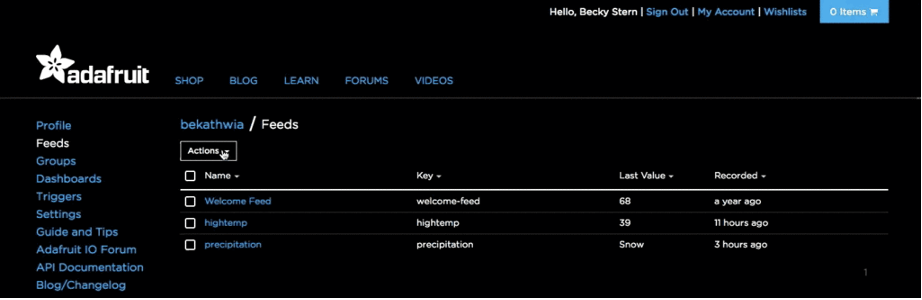 Hello, Becky Stern | Sign Out | My Account | Wishlists 0 Items
adafruit SHOP BLOG LEARN FORUMS VIDEOS
Profile
Feeds
Groups
Dashboards
Triggers
Settings
Guide and Tips
Adafruit IO Forum
API Documentation
Blog/Changelog
bekathwia / Feeds
Actions
Name Key Last Value Recorded
Welcome Feed welcome-feed 68 a year ago
hightemp hightemp 39 11 hours ago
precipitation precipitation Snow 3 hours ago
1